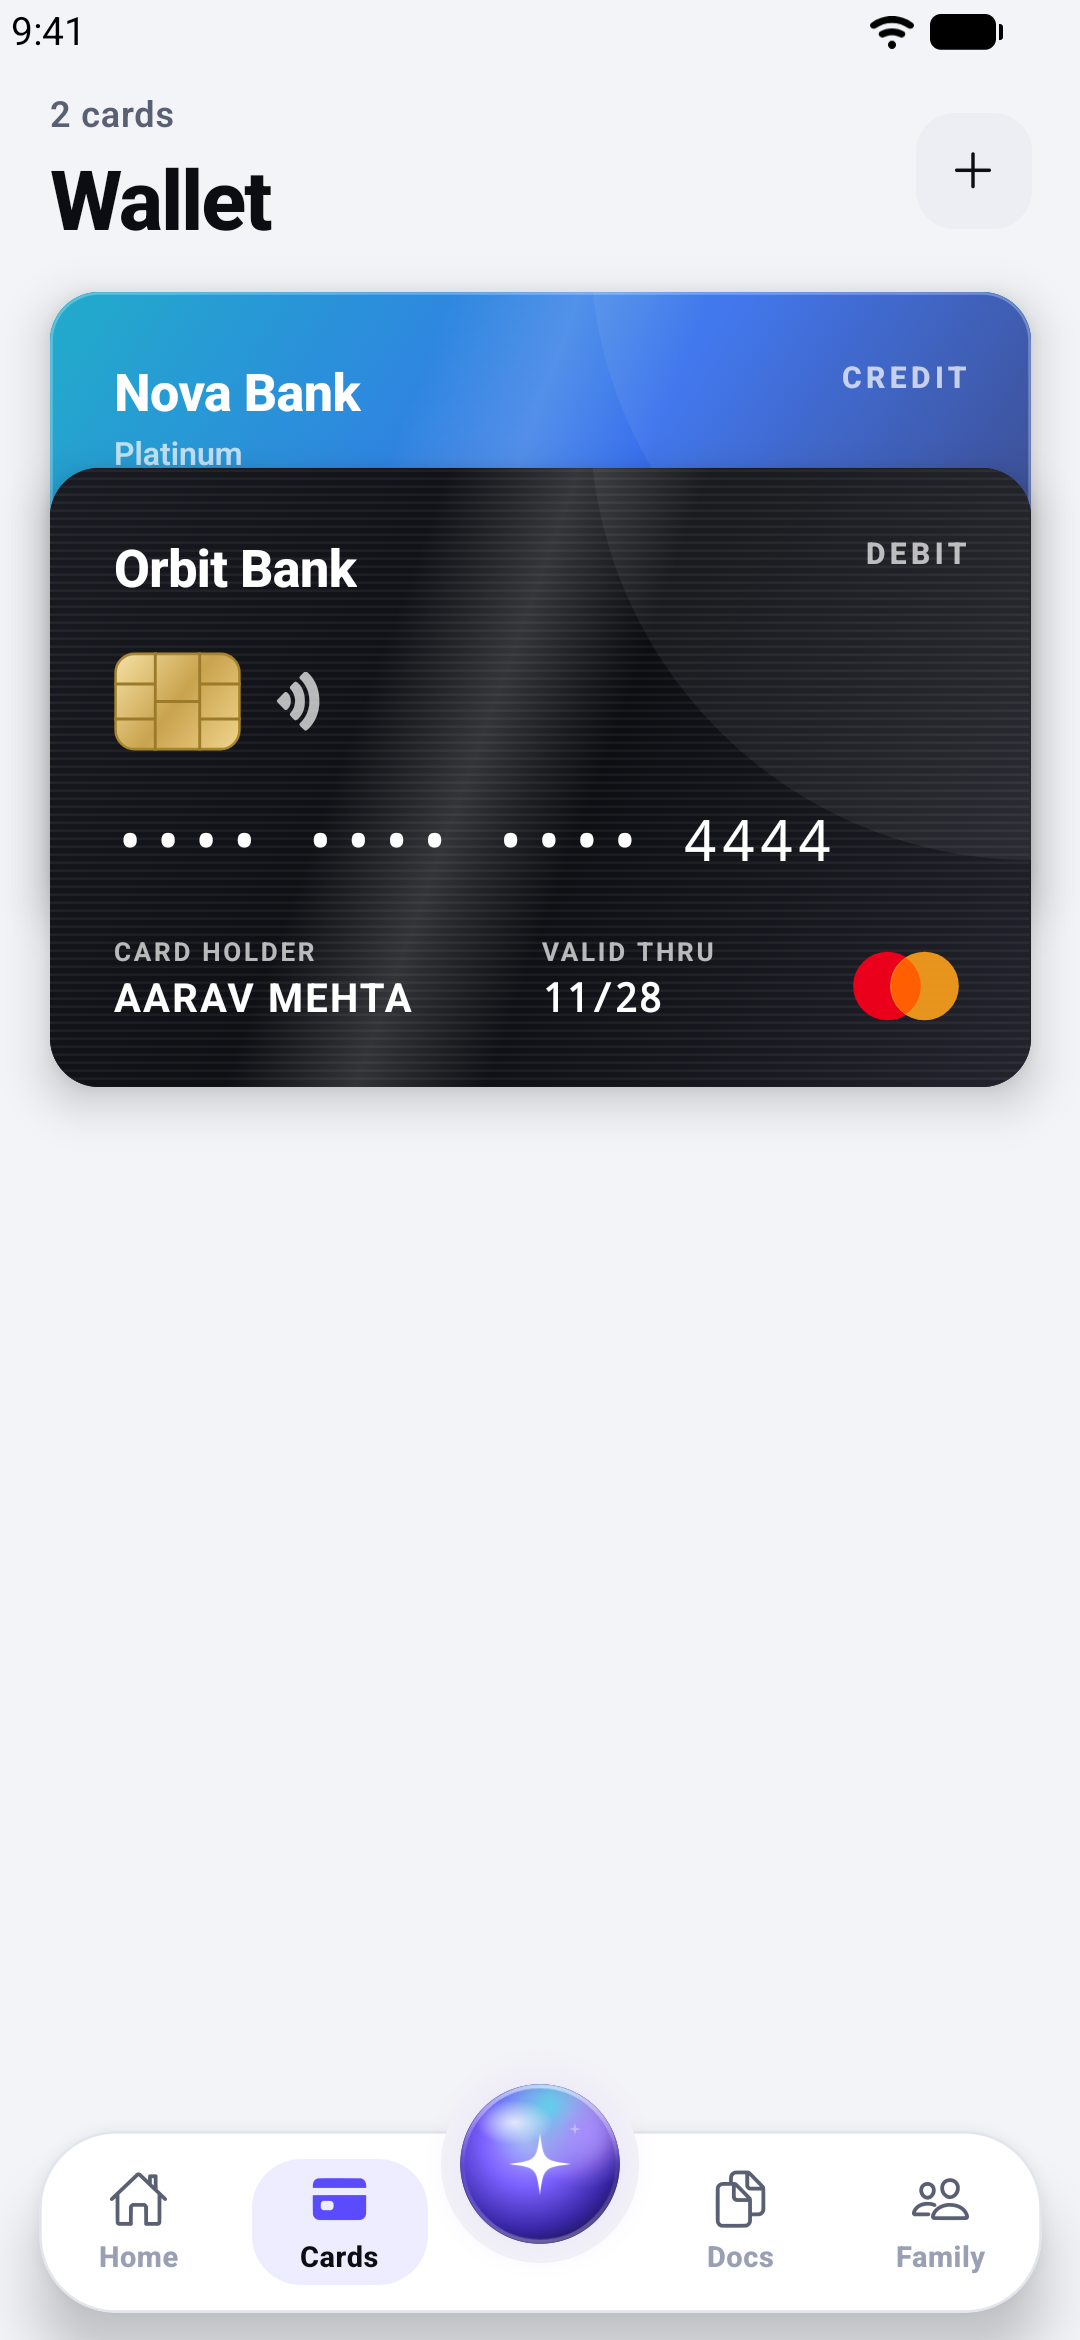 9:41
2 cards
Wallet
Nova Bank
CREDIT
Platinum
Orbit Bank
DEBIT
•••• •••• •••• 4444
CARD HOLDER
VALID THRU
AARAV MEHTA
11/28
Home
Cards
Docs
Family